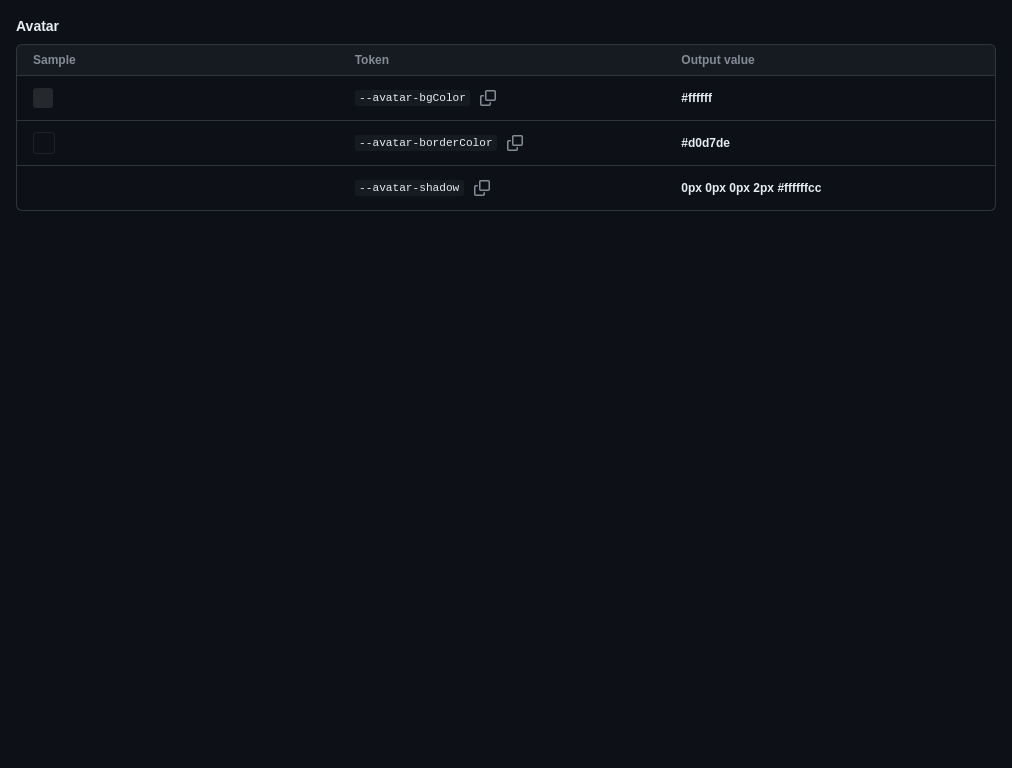 Avatar
Sample Token Output value
--avatar-bgColor #ffffff
--avatar-borderColor #d0d7de
--avatar-shadow 0px 0px 0px 2px #ffffffcc